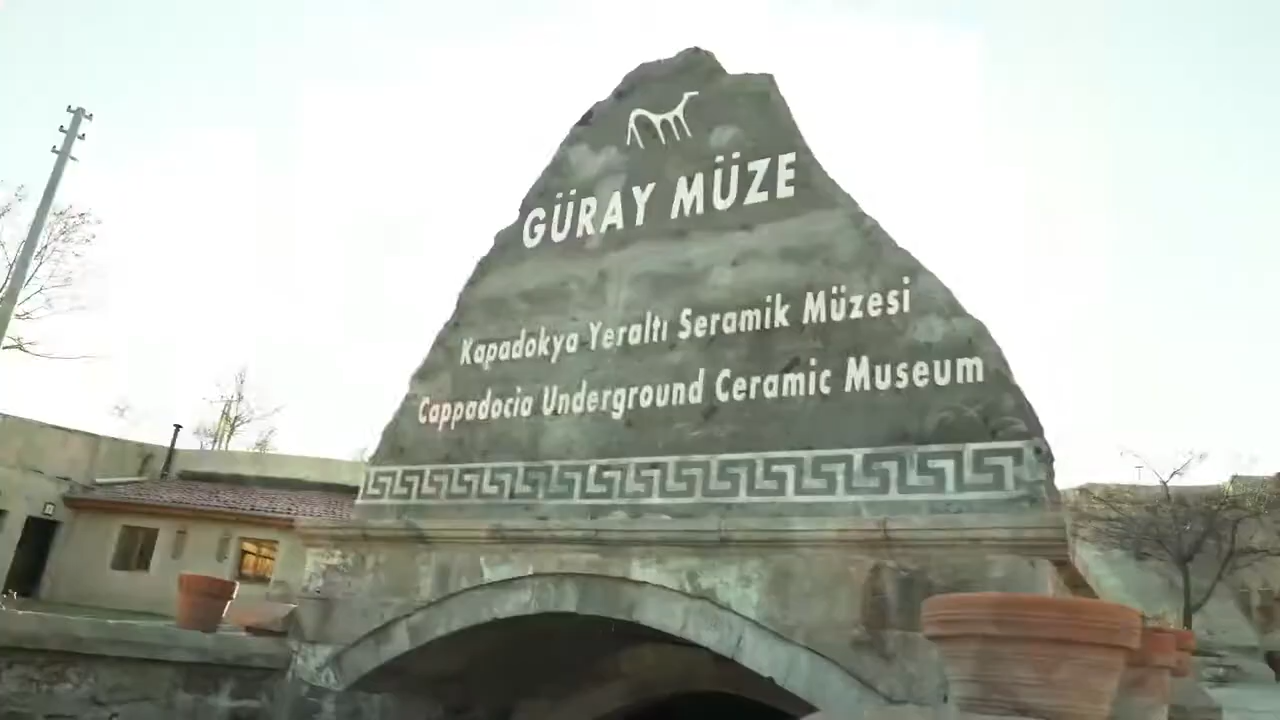 GÜRAY MÜZE
Kapadokya Yeraltı Seramik Müzesi
Cappadocia Underground Ceramic Museum